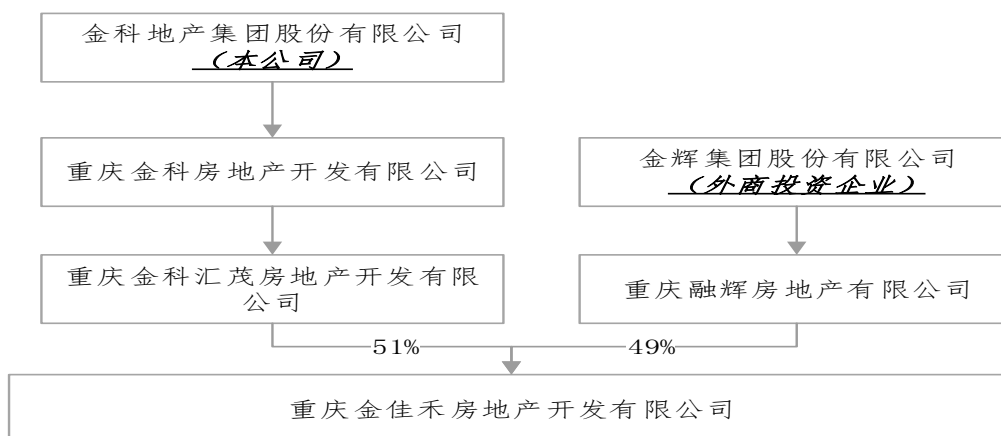 金科地产集团股份有限公司
（本公司）
重庆金科房地产开发有限公司
金辉集团股份有限公司
（外商投资企业）
重庆金科汇茂房地产开发有限
公司
重庆融辉房地产有限公司
51%
49%
重庆金佳禾房地产开发有限公司